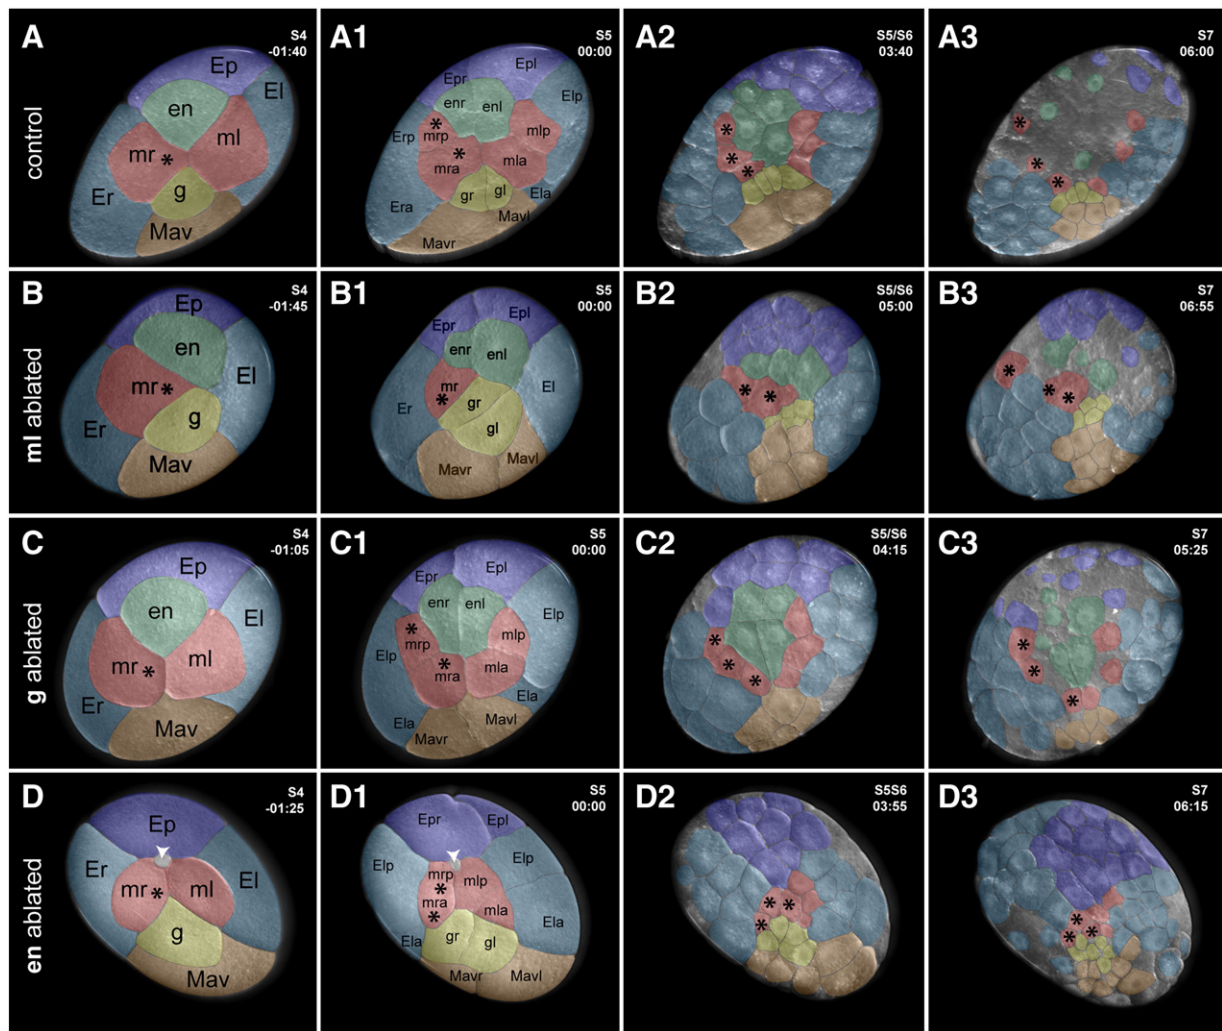 A
S4
-01:40
Ep
El
en
ml
mr *
g
Er
Mav
control
A1
S5
00:00
Epr
Epl
enr
enl
Elp
*
mrp
mlp
Erp
*
mra
mla
gr
gl
Ela
Era
Mavl
Mavr
A2
S5/S6
03:40
*
*
*
A3
S7
06:00
*
*
*
B
S4
-01:45
Ep
en
El
mr *
g
Er
Mav
ml ablated
B1
S5
00:00
Epr
Epl
enr
enl
mr
El
*
Er
gr
gl
Mavr
Mavl
B2
S5/S6
05:00
*
*
B3
S7
06:55
*
*
*
C
S4
-01:05
Ep
en
El
mr *
ml
Er
Mav
g ablated
C1
S5
00:00
Epr
Epl
enr
enl
Elp
*
mrp
mlp
*
Elp
mra
mla
Ela
Ela
Mavl
Mavr
C2
S5/S6
04:15
*
*
*
C3
S7
05:25
*
*
*
D
S4
-01:25
Ep
Er
El
mr
ml
*
g
Mav
en ablated
D1
S5
00:00
Epr
Epl
Elp
Elp
mrp
mlp
*
mra
*
mla
Ela
Ela
gr
gl
Mavr
Mavl
D2
S5S6
03:55
*
*
*
D3
S7
06:15
*
*
*